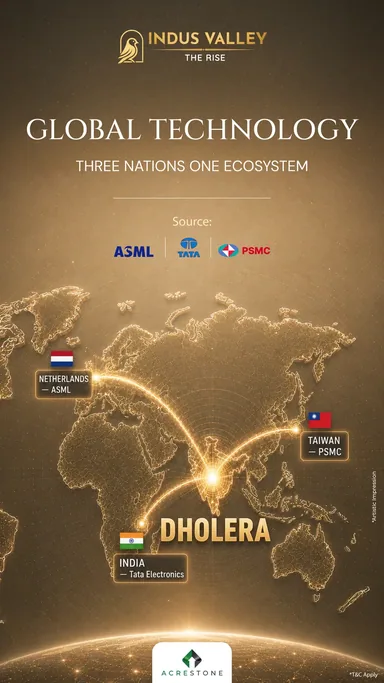 INDUS VALLEY
THE RISE
GLOBAL TECHNOLOGY
THREE NATIONS ONE ECOSYSTEM
Source:
ASML
TATA
PSMC
NETHERLANDS
— ASML
TAIWAN
— PSMC
DHOLERA
INDIA
— Tata Electronics
*Artistic Impression
ACRESTONE
*T&C Apply